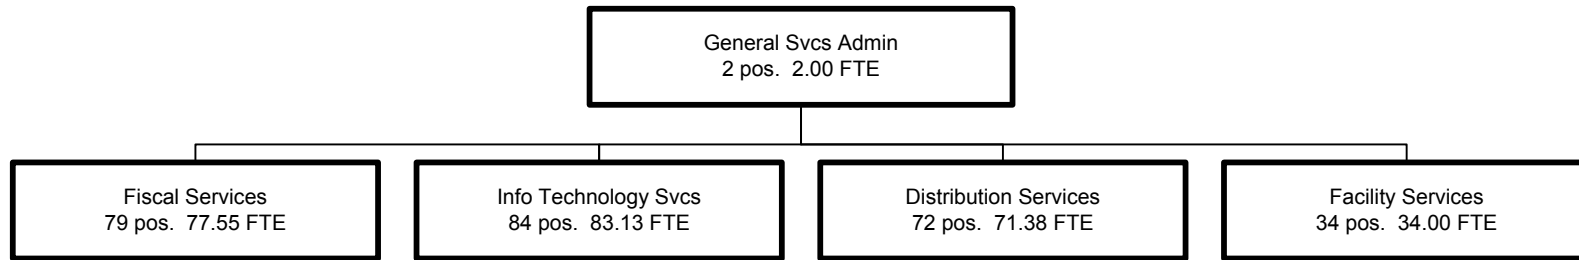 General Svcs Admin
2 pos.  2.00 FTE
Fiscal Services
79 pos.  77.55 FTE
Info Technology Svcs
84 pos.  83.13 FTE
Distribution Services
72 pos.  71.38 FTE
Facility Services
34 pos.  34.00 FTE